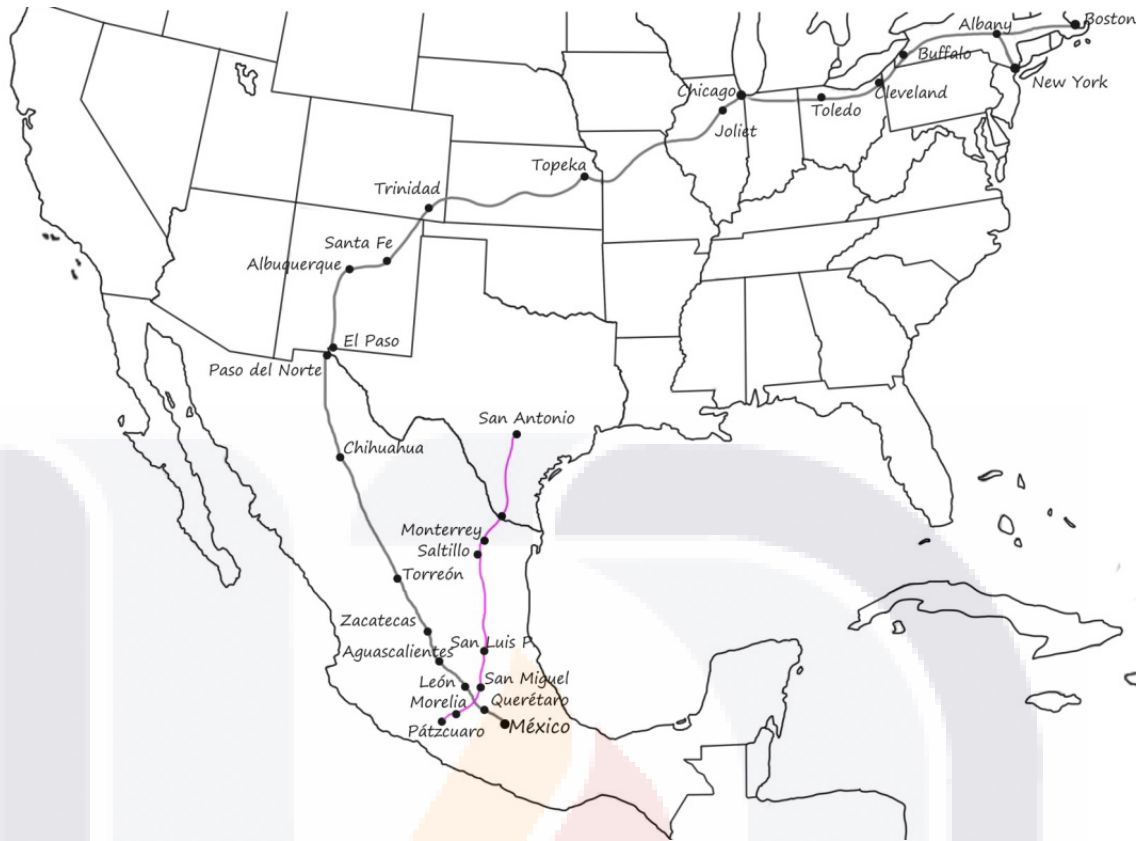 Boston
Albany
Buffalo
New York
Cleveland
Chicago
Toledo
Joliet
Topeka
Trinidad
Santa Fe
Albuquerque
El Paso
Paso del Norte
San Antonio
Chihuahua
Monterrey
Saltillo
Torreón
Zacatecas
San Luis P.
Aguascalientes
León
San Miguel
Morelia
Querétaro
Pátzcuaro
México